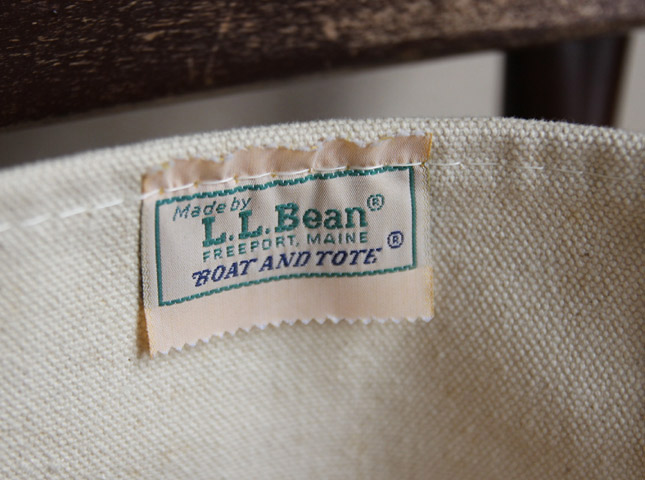 Made by
L.L.Bean®
FREEPORT, MAINE
"BOAT AND TOTE"®